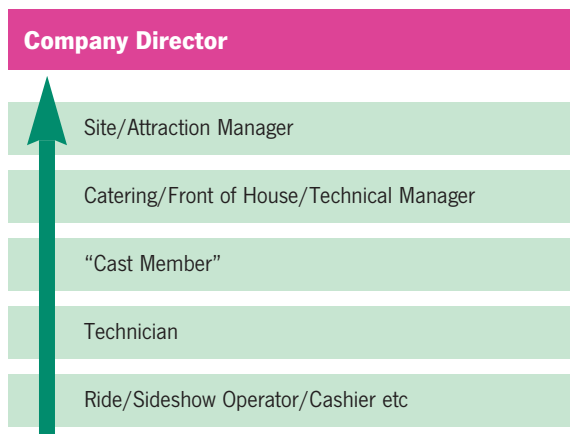 Company Director
Site/Attraction Manager
Catering/Front of House/Technical Manager
“Cast Member”
Technician
Ride/Sideshow Operator/Cashier etc